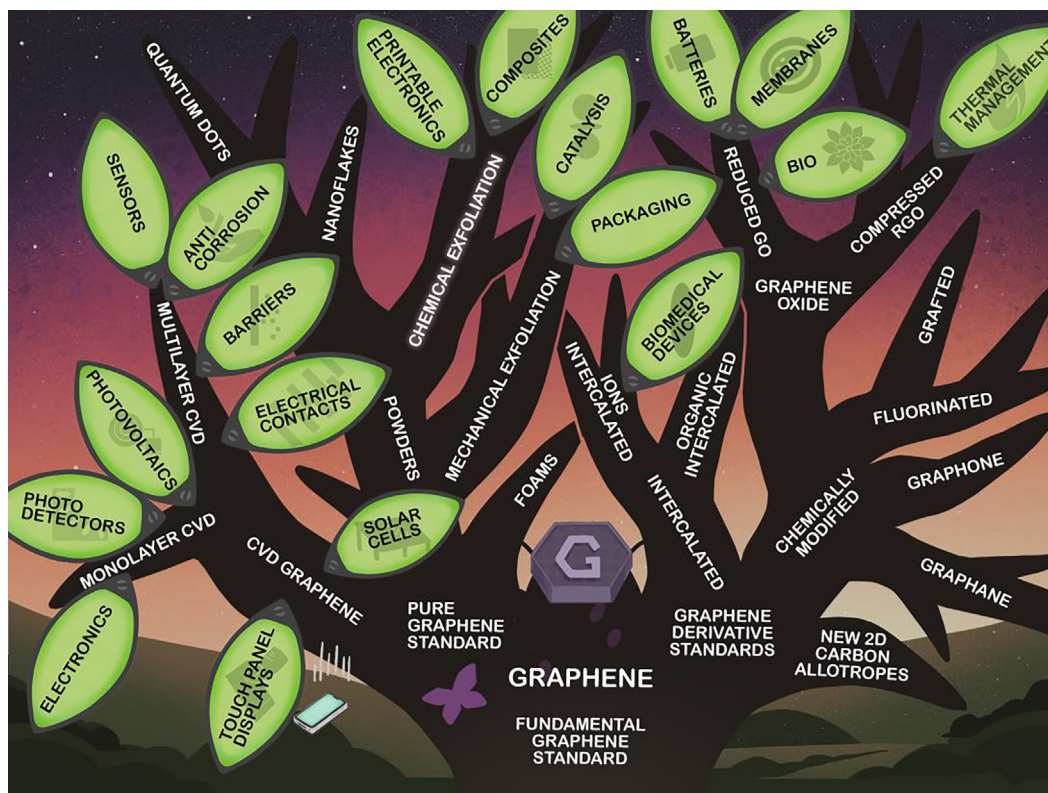 QUANTUM DOTS
PRINTABLE
ELECTRONICS
COMPOSITES
CATALYSIS
BATTERIES
MEMBRANES
BIO
THERMAL
MANAGEMENT
SENSORS
ANTI
CORROSION
NANOFLAKES
CHEMICAL EXFOLIATION
PACKAGING
REDUCED GO
COMPRESSED
RGO
BARRIERS
MULTILAYER CVD
BIOMEDICAL
DEVICES
GRAPHENE
OXIDE
GRAFTED
PHOTOVOLTAICS
ELECTRICAL
CONTACTS
POWDERS
MECHANICAL EXFOLIATION
IONS
INTERCALATED
ORGANIC
INTERCALATED
FLUORINATED
PHOTO
DETECTORS
MONOLAYER CVD
SOLAR
CELLS
FOAMS
G
INTERCALATED
CHEMICALLY
MODIFIED
GRAPHONE
GRAPHANE
CVD GRAPHENE
ELECTRONICS
TOUCH PANEL
DISPLAYS
PURE
GRAPHENE
STANDARD
GRAPHENE
DERIVATIVE
STANDARDS
NEW 2D
CARBON
ALLOTROPES
GRAPHENE
FUNDAMENTAL
GRAPHENE
STANDARD